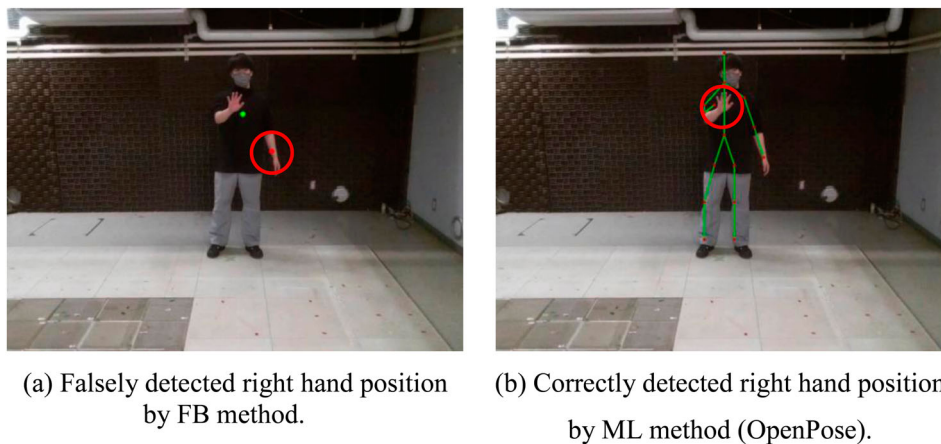 (a) Falsely detected right hand position
by FB method.
(b) Correctly detected right hand position
by ML method (OpenPose).